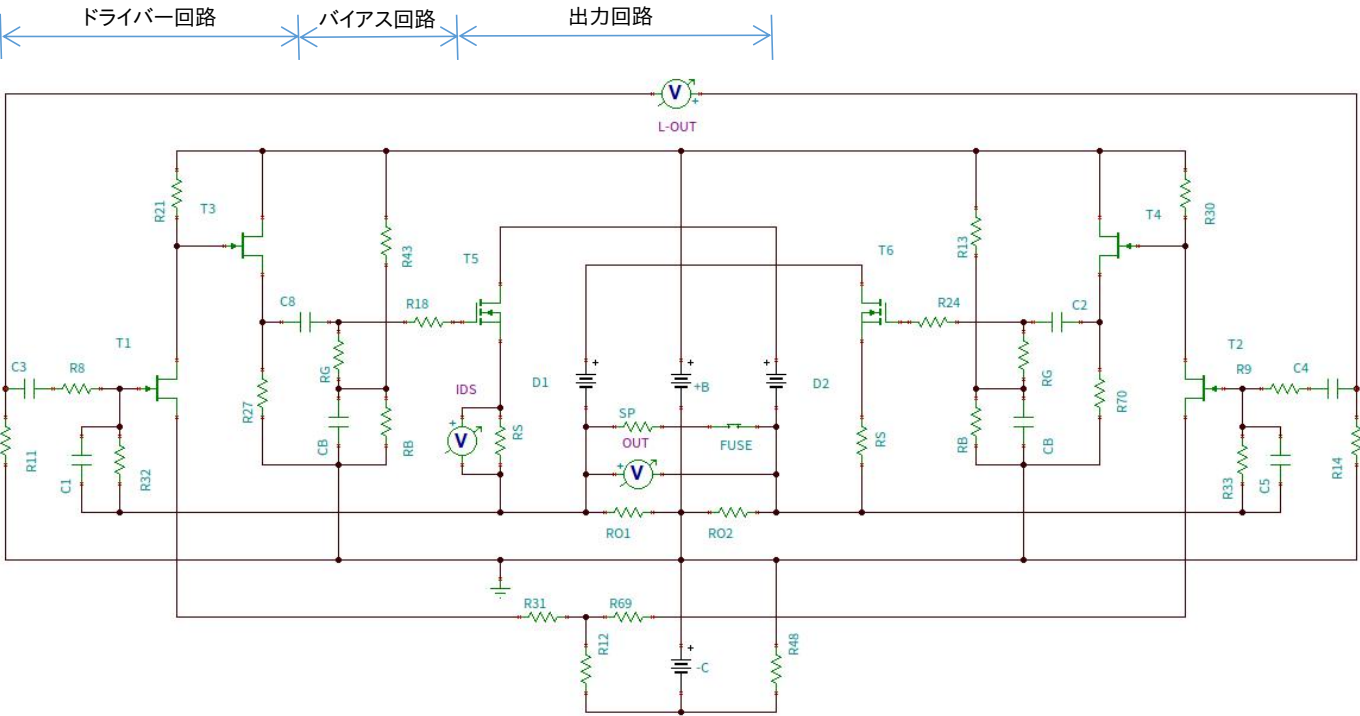 ドライバー回路 バイアス回路 出力回路
V
+
L-OUT
R21
T3
R43
T5
T6
R13
T4
R30
C8
R18
R24
C2
T1
T2
C3
R8
RG
RG
R9
C4
IDS
D1
+
+B
+
+
D2
R27
R70
+
V
SP
OUT
FUSE
RS
RS
R11
C1
R32
CB
RB
RB
CB
R33
C5
R14
+
V
RO1
RO2
R31
R69
R12
+
-C
R48